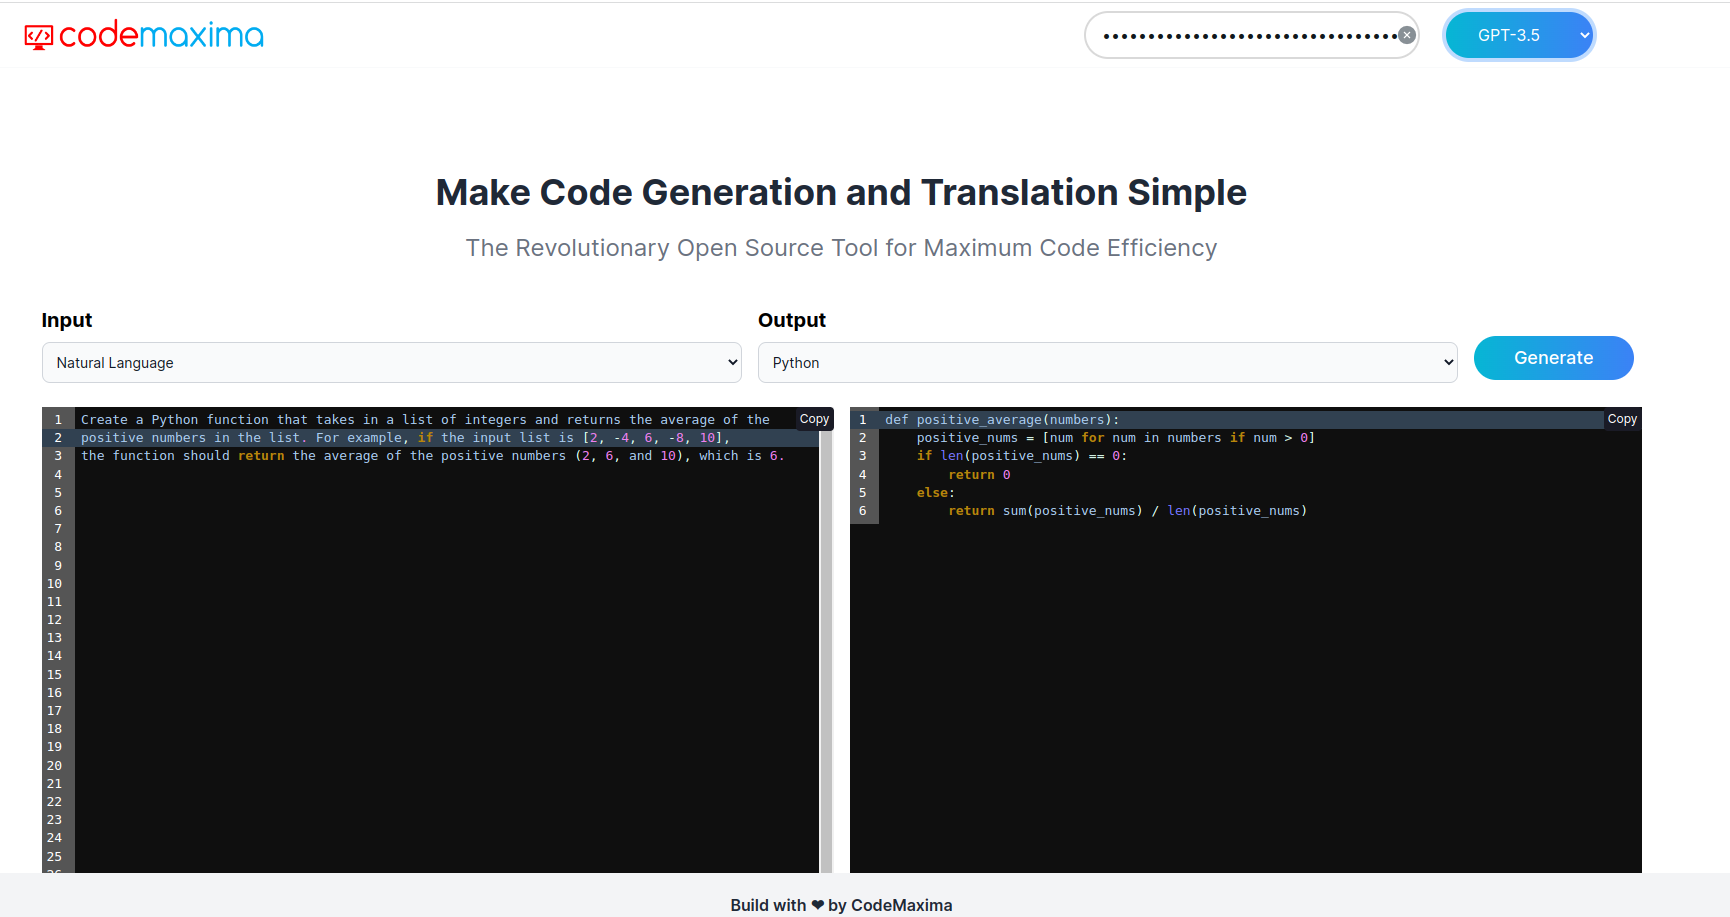 codemaxima
••••••••••••••••••••••••••••••••• GPT-3.5
Make Code Generation and Translation Simple
The Revolutionary Open Source Tool for Maximum Code Efficiency
Input
Natural Language
Output
Python
Generate
Copy
1 Create a Python function that takes in a list of integers and returns the average of the
2 positive numbers in the list. For example, if the input list is [2, -4, 6, -8, 10],
3 the function should return the average of the positive numbers (2, 6, and 10), which is 6.
4
5
6
7
8
9
10
11
12
13
14
15
16
17
18
19
20
21
22
23
24
25
26
Copy
1 def positive_average(numbers):
2     positive_nums = [num for num in numbers if num > 0]
3     if len(positive_nums) == 0:
4         return 0
5     else:
6         return sum(positive_nums) / len(positive_nums)
Build with ❤ by CodeMaxima